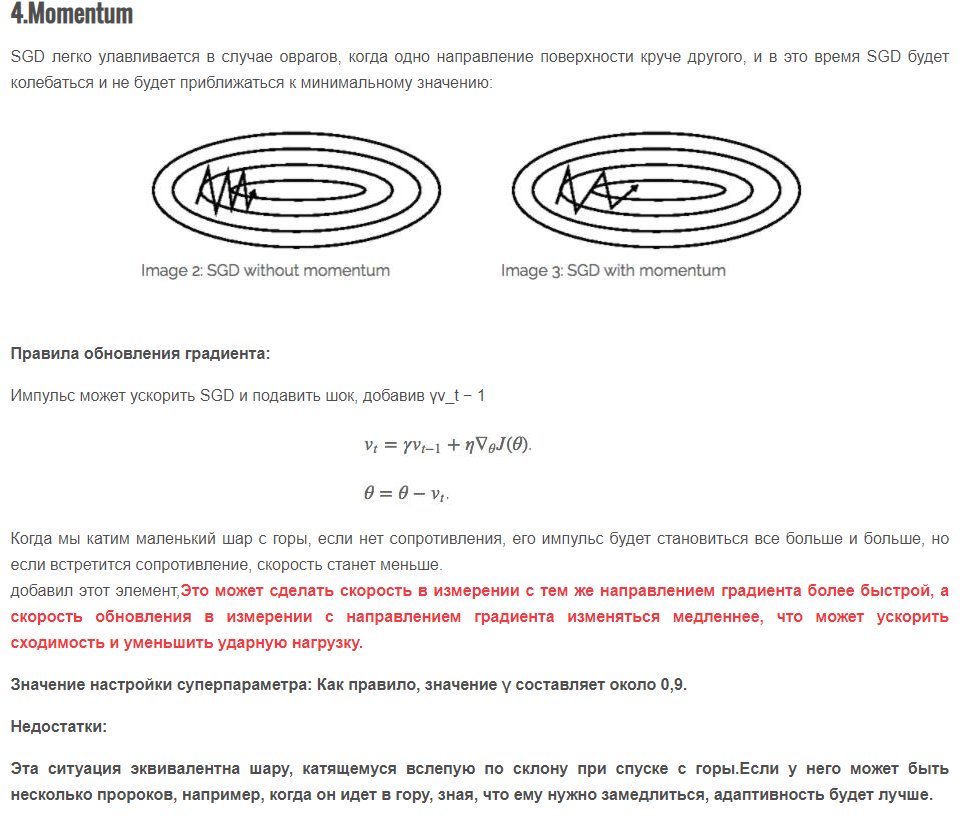 4.Momentum
SGD легко улавливается в случае оврагов, когда одно направление поверхности круче другого, и в это время SGD будет
колебаться и не будет приближаться к минимальному значению:
Image 2: SGD without momentum
Image 3: SGD with momentum
Правила обновления градиента:
Импульс может ускорить SGD и подавить шок, добавив γv_t − 1
v_t = γv_{t−1} + η∇_θJ(θ).
θ = θ − v_t.
Когда мы катим маленький шар с горы, если нет сопротивления, его импульс будет становиться все больше и больше, но
если встретится сопротивление, скорость станет меньше.
добавил этот элемент,Это может сделать скорость в измерении с тем же направлением градиента более быстрой, а
скорость обновления в измерении с направлением градиента изменяться медленнее, что может ускорить
сходимость и уменьшить ударную нагрузку.
Значение настройки суперпараметра: Как правило, значение γ составляет около 0,9.
Недостатки:
Эта ситуация эквивалентна шару, катящемуся вслепую по склону при спуске с горы.Если у него может быть
несколько пророков, например, когда он идет в гору, зная, что ему нужно замедлиться, адаптивность будет лучше.